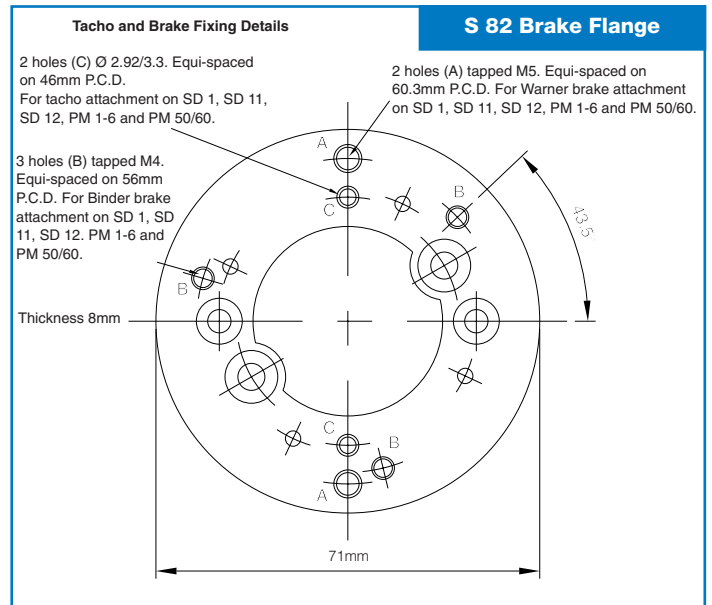 Tacho and Brake Fixing Details
S 82 Brake Flange
2 holes (C) Ø 2.92/3.3. Equi-spaced
on 46mm P.C.D.
For tacho attachment on SD 1, SD 11,
SD 12, PM 1-6 and PM 50/60.
2 holes (A) tapped M5. Equi-spaced on
60.3mm P.C.D. For Warner brake attachment
on SD 1, SD 11, SD 12, PM 1-6 and PM 50/60.
3 holes (B) tapped M4.
Equi-spaced on 56mm
P.C.D. For Binder brake
attachment on SD 1, SD
11, SD 12. PM 1-6 and
PM 50/60.
A
B
C
43.5
B
Thickness 8mm
C
B
A
71mm